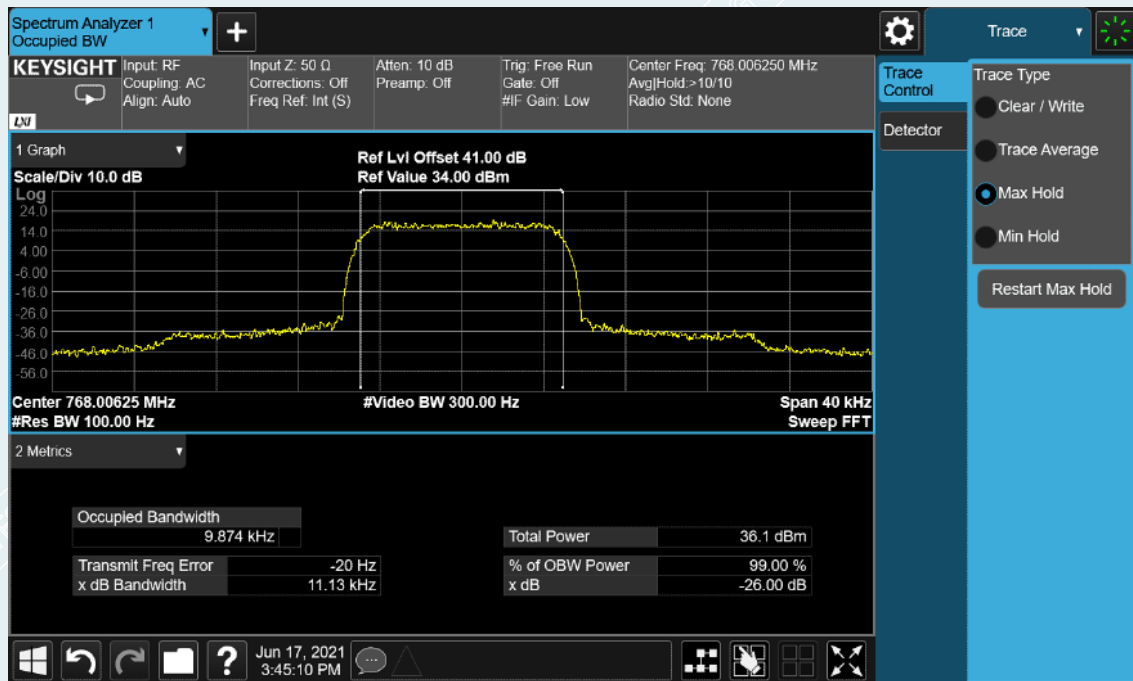 Spectrum Analyzer 1
Occupied BW
+
Trace
KEYSIGHT
LXI
Input: RF
Coupling: AC
Align: Auto
Input Z: 50 Ω
Corrections: Off
Freq Ref: Int (S)
Atten: 10 dB
Preamp: Off
Trig: Free Run
Gate: Off
#IF Gain: Low
Center Freq: 768.006250 MHz
Avg|Hold:>10/10
Radio Std: None
Trace Control
Detector
Trace Type
Clear / Write
Trace Average
Max Hold
Min Hold
Restart Max Hold
1 Graph
Scale/Div 10.0 dB
Ref Lvl Offset 41.00 dB
Ref Value 34.00 dBm
Log
24.0
14.0
4.00
-6.00
-16.0
-26.0
-36.0
-46.0
-56.0
Center 768.00625 MHz
#Video BW 300.00 Hz
Span 40 kHz
#Res BW 100.00 Hz
Sweep FFT
2 Metrics
Occupied Bandwidth
9.874 kHz
Total Power 36.1 dBm
Transmit Freq Error -20 Hz
% of OBW Power 99.00 %
x dB Bandwidth 11.13 kHz
x dB -26.00 dB
?
Jun 17, 2021
3:45:10 PM